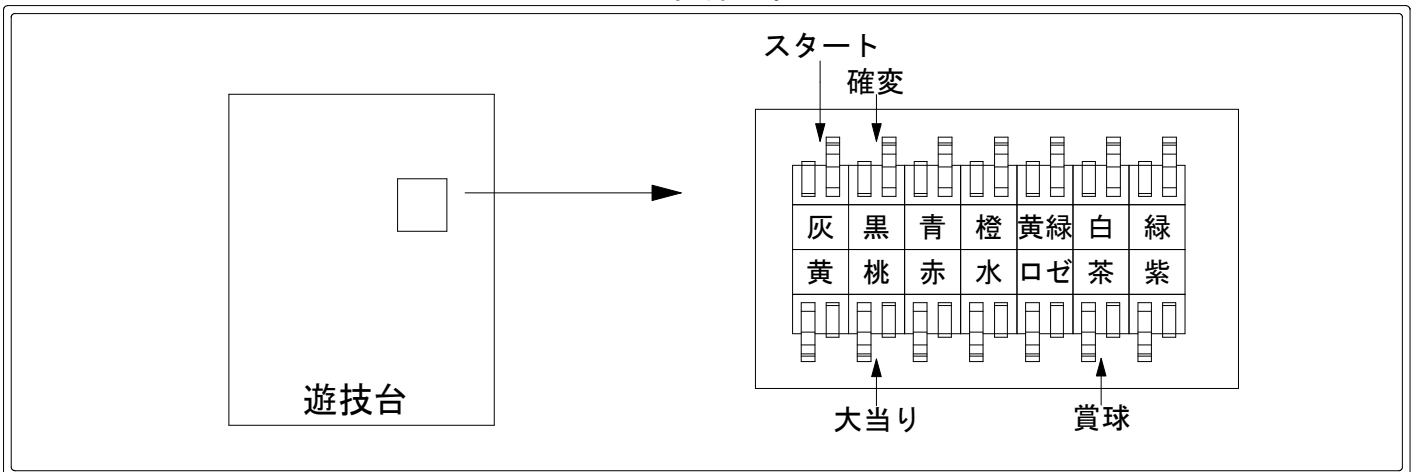 スタート
確変
灰 黒 青 橙 黄緑 白 緑
黄 桃 赤 水 ロゼ 茶 紫
大当り 賞球
遊技台